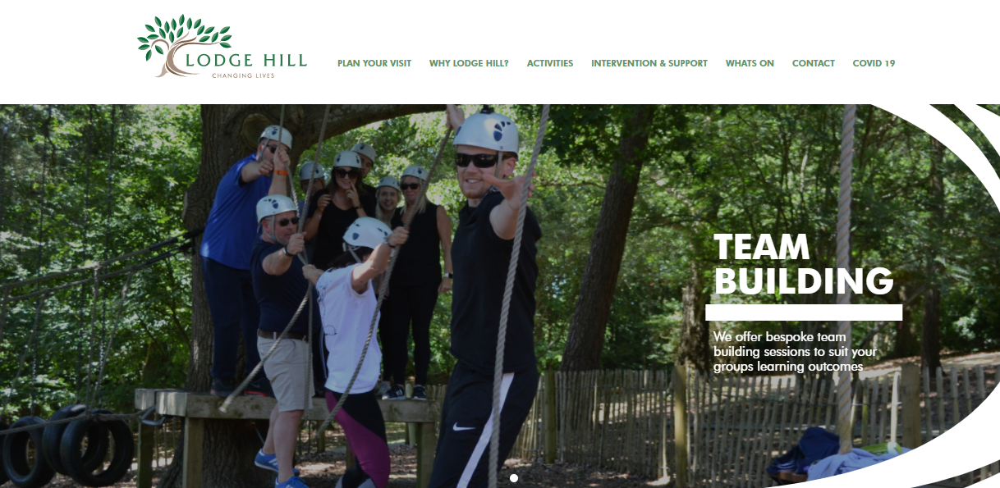 LODGE HILL
CHANGING LIVES
PLAN YOUR VISIT WHY LODGE HILL? ACTIVITIES INTERVENTION & SUPPORT WHATS ON CONTACT COVID 19
TEAM
BUILDING
We offer bespoke team
building sessions to suit your
groups learning outcomes